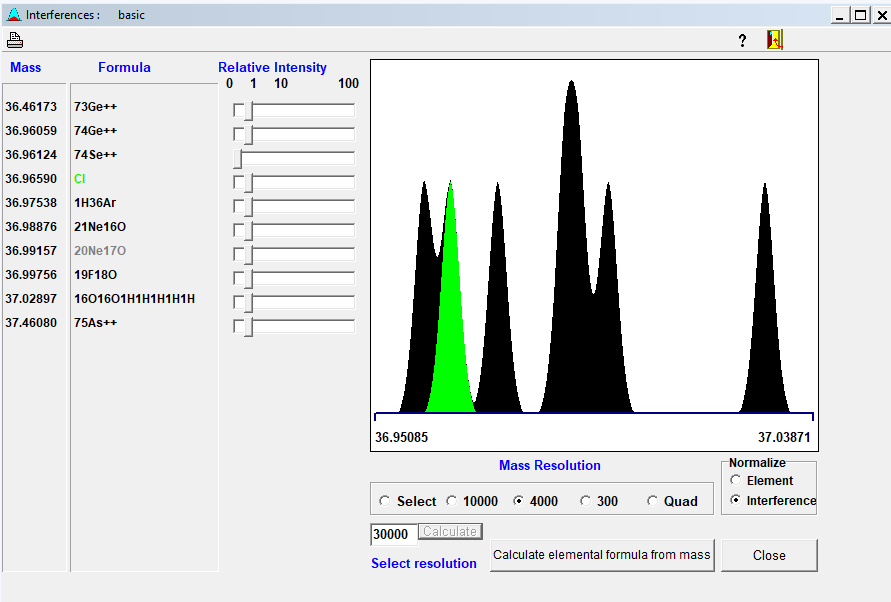 Interferences : basic
?
Mass Formula Relative Intensity
0 1 10 100
36.46173 73Ge++
36.96059 74Ge++
36.96124 74Se++
36.96590 Cl
36.97538 1H36Ar
36.98876 21Ne16O
36.99157 20Ne17O
36.99756 19F18O
37.02897 16O16O1H1H1H1H1H
37.46080 75As++
36.95085 37.03871
Mass Resolution
Select 10000 4000 300 Quad
Normalize
Element
Interference
30000 Calculate
Select resolution
Calculate elemental formula from mass
Close